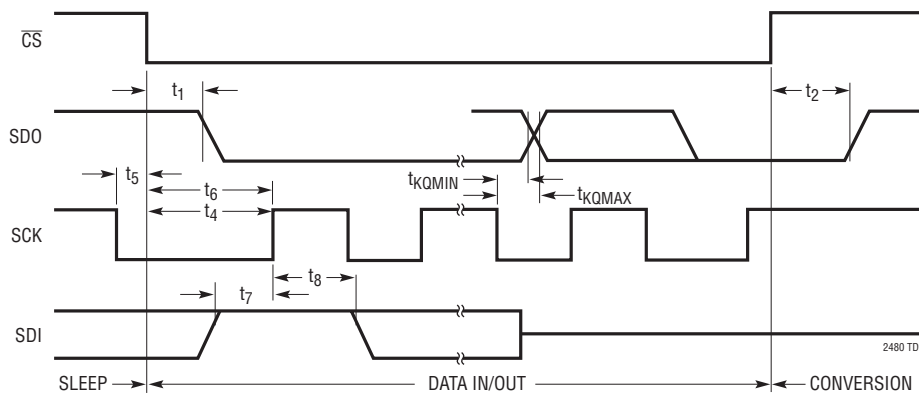 CS
t1
t2
SDO
t5
t6
tKQMIN
tKQMAX
t4
SCK
t8
t7
SDI
2480 TD
SLEEP
DATA IN/OUT
CONVERSION